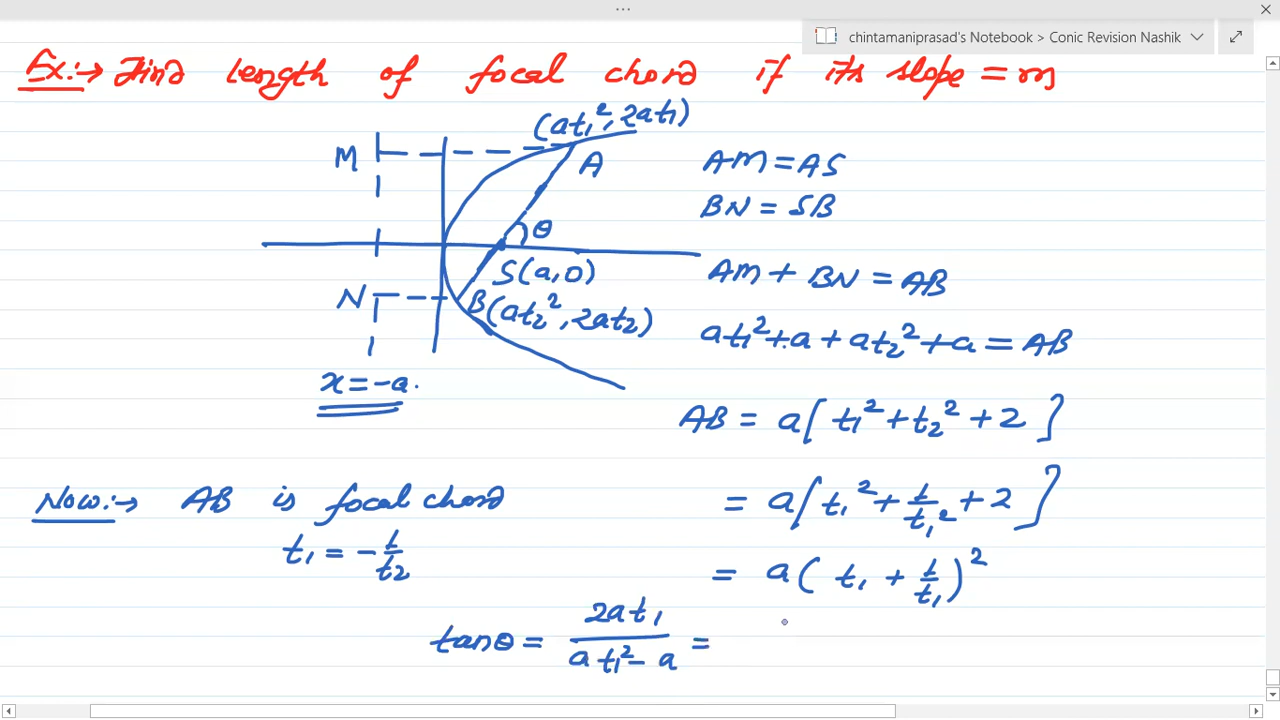 ...
chintamaniprasad's Notebook > Conic Revision Nashik
Ex:→ Find length of focal chord if its slope = m
(at₁², 2at₁)
M
A
AM = AS
BN = SB
θ
S(a,0)
AM + BN = AB
N
B(at₂², 2at₂)
at₁² + a + at₂² + a = AB
x = -a.
AB = a[t₁² + t₂² + 2]
Now:→ AB is focal chord
= a[t₁² + 1/t₁² + 2]
t₁ = -1/t₂
= a(t₁ + 1/t₁)²
tanθ = 2at₁/(at₁² - a) =